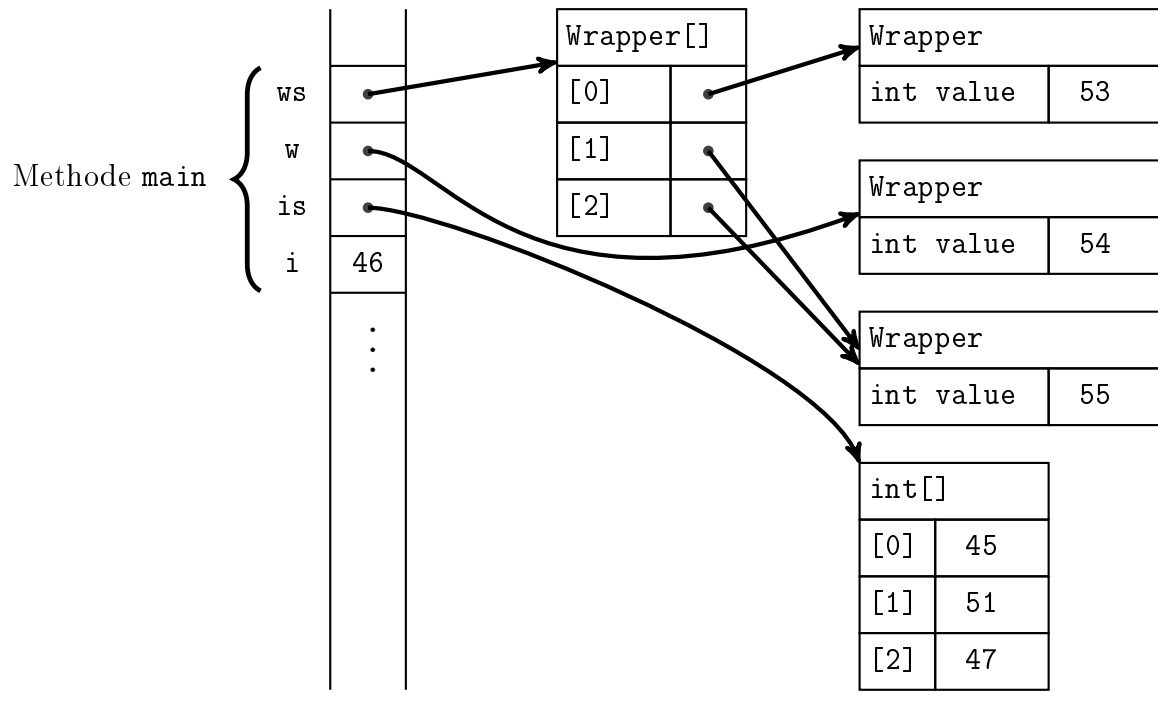 Methode main
ws
w
is
i
46
Wrapper[]
[0]
[1]
[2]
Wrapper
int value 53
Wrapper
int value 54
Wrapper
int value 55
int[]
[0] 45
[1] 51
[2] 47